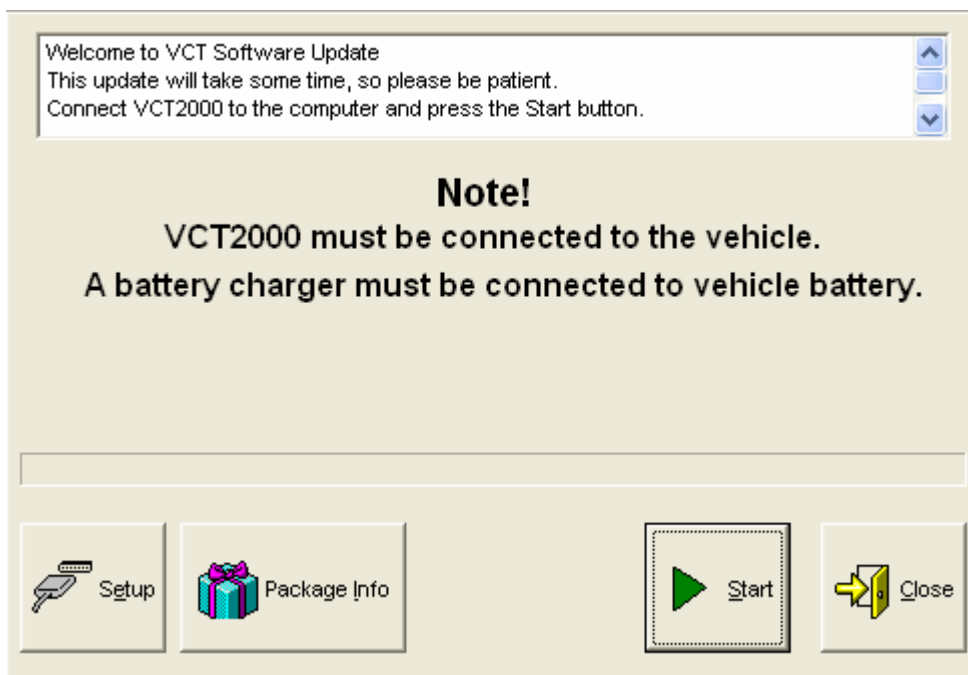 Welcome to VCT Software Update
This update will take some time, so please be patient.
Connect VCT2000 to the computer and press the Start button.
Note!
VCT2000 must be connected to the vehicle.
A battery charger must be connected to vehicle battery.
Setup
Package Info
Start
Close